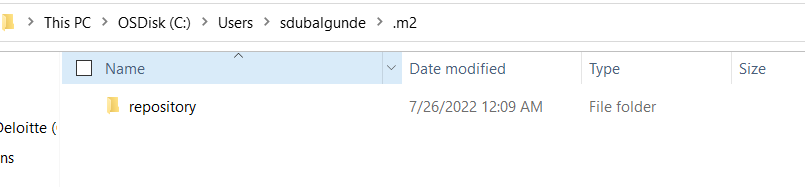 This PC > OSDisk (C:) > Users > sdubalgunde > .m2
Name Date modified Type Size
repository 7/26/2022 12:09 AM File folder
Deloitte (
ns